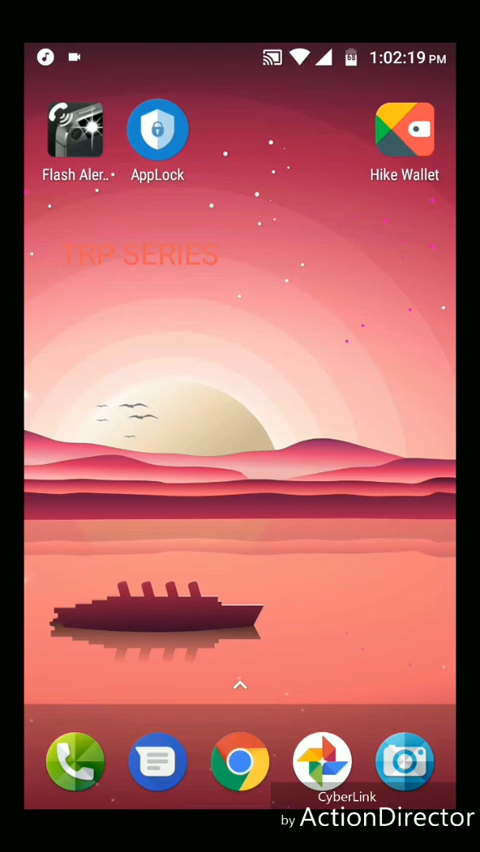 1:02:19 PM
Flash Aler..
AppLock
Hike Wallet
TRP SERIES
CyberLink
by ActionDirector